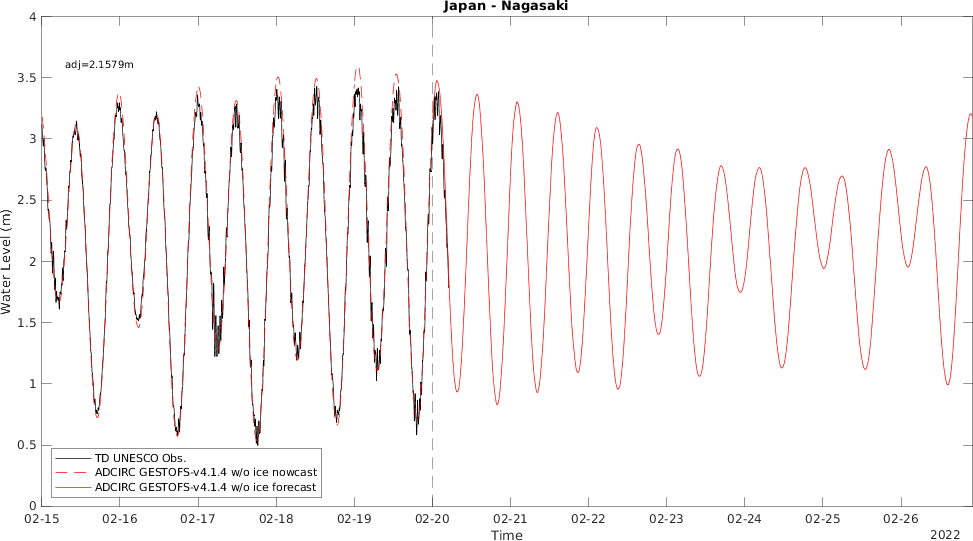 Japan - Nagasaki
adj=2.1579m
Water Level (m)
4
3.5
3
2.5
2
1.5
1
0.5
0
TD UNESCO Obs.
ADCIRC GESTOFS-v4.1.4 w/o ice nowcast
ADCIRC GESTOFS-v4.1.4 w/o ice forecast
02-15 02-16 02-17 02-18 02-19 02-20 02-21 02-22 02-23 02-24 02-25 02-26
Time
2022